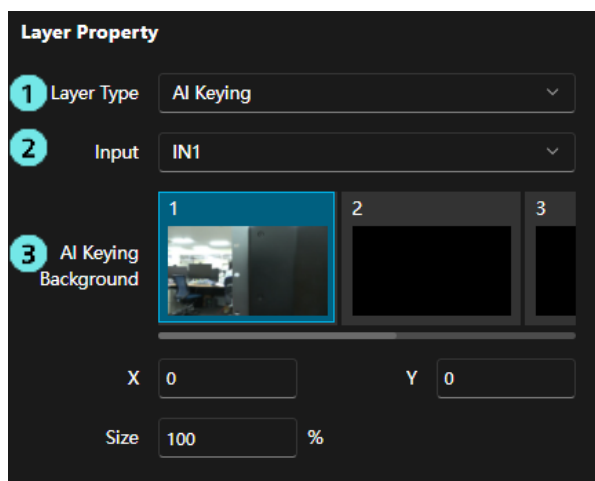 Layer Property
1 Layer Type AI Keying
2 Input IN1
1 2 3
3 AI Keying
Background
X 0 Y 0
Size 100 %